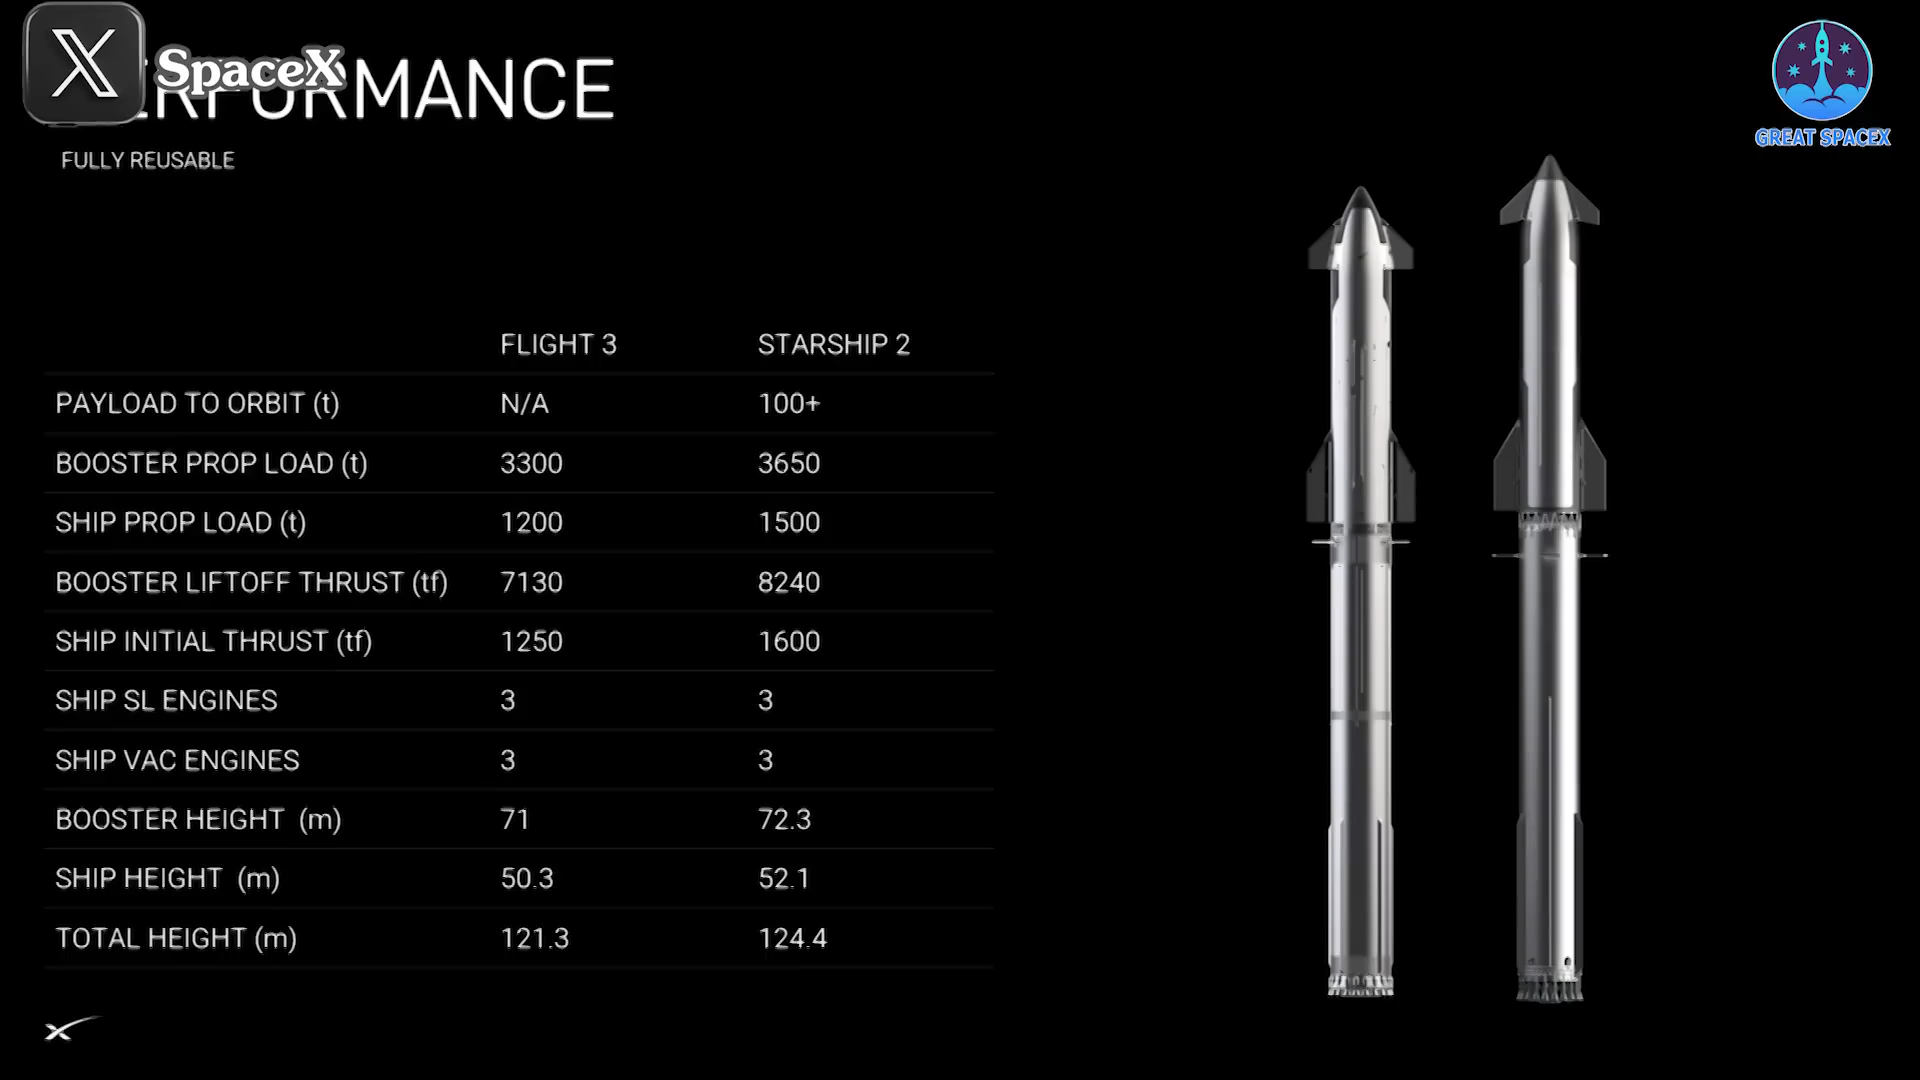 SpaceX
ERFORMANCE
FULLY REUSABLE
GREAT SPACEX
FLIGHT 3 STARSHIP 2
PAYLOAD TO ORBIT (t) N/A 100+
BOOSTER PROP LOAD (t) 3300 3650
SHIP PROP LOAD (t) 1200 1500
BOOSTER LIFTOFF THRUST (tf) 7130 8240
SHIP INITIAL THRUST (tf) 1250 1600
SHIP SL ENGINES 3 3
SHIP VAC ENGINES 3 3
BOOSTER HEIGHT (m) 71 72.3
SHIP HEIGHT (m) 50.3 52.1
TOTAL HEIGHT (m) 121.3 124.4